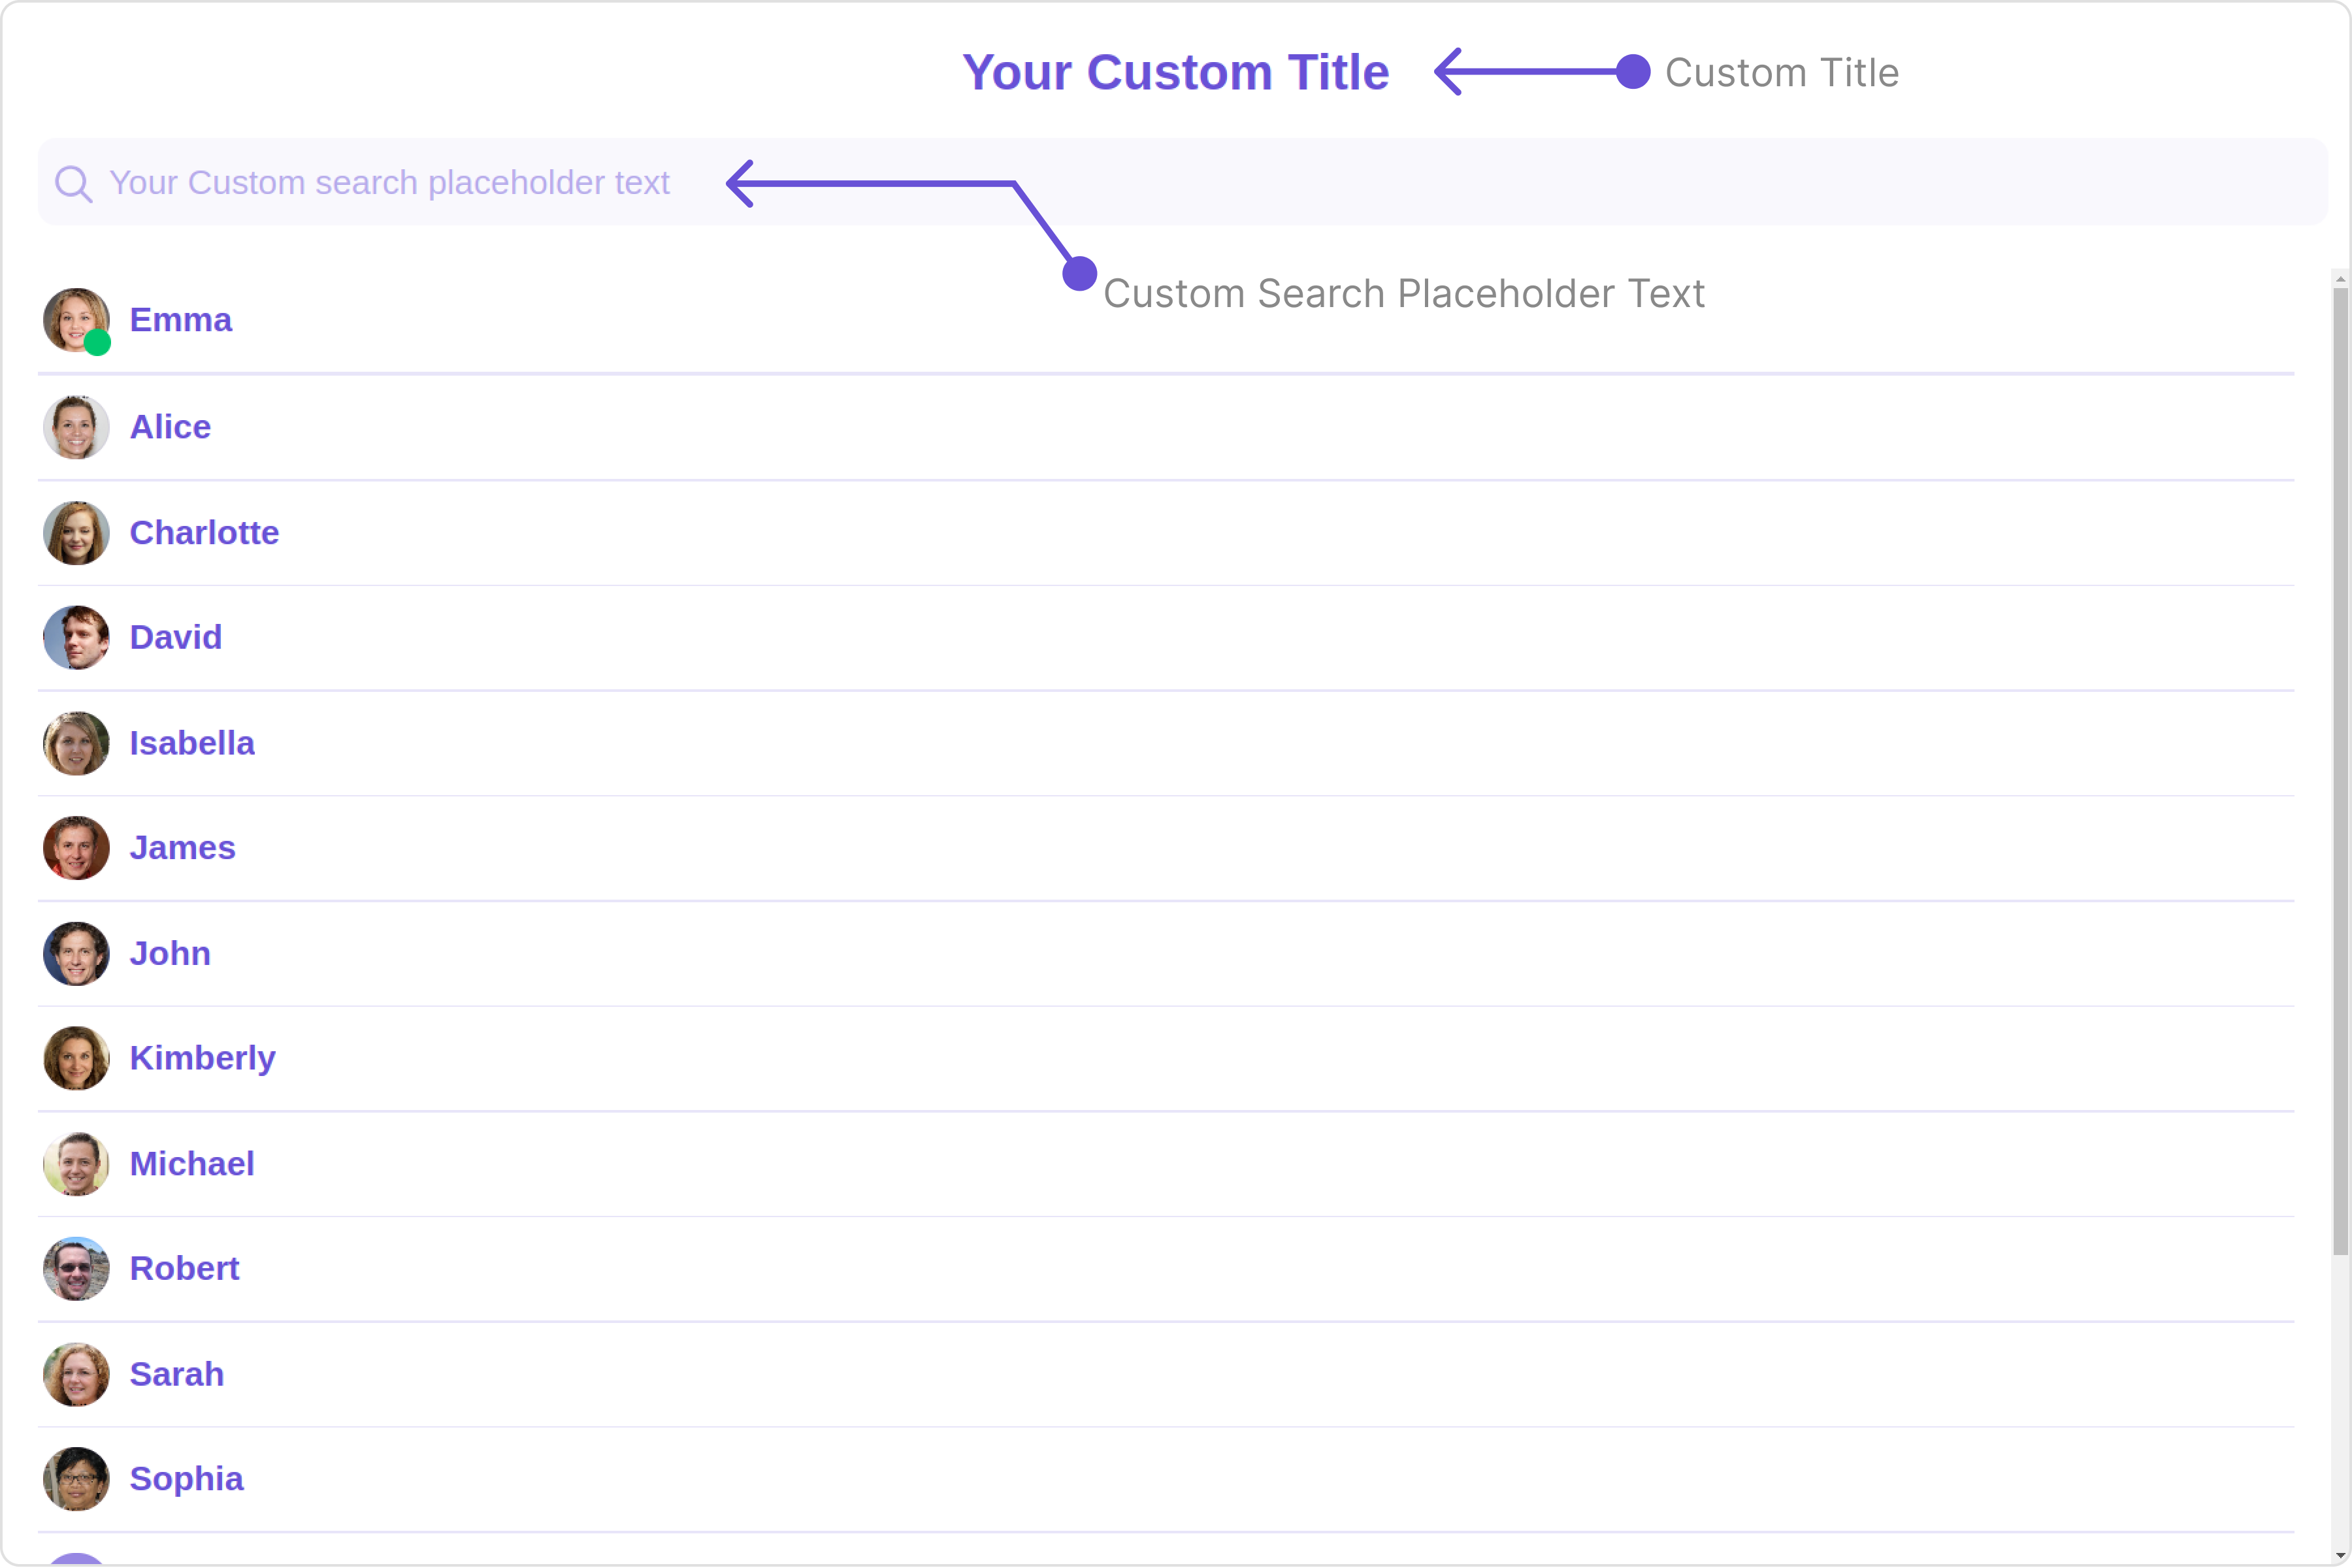 Your Custom Title
Custom Title
Your Custom search placeholder text
Custom Search Placeholder Text
Emma
Alice
Charlotte
David
Isabella
James
John
Kimberly
Michael
Robert
Sarah
Sophia